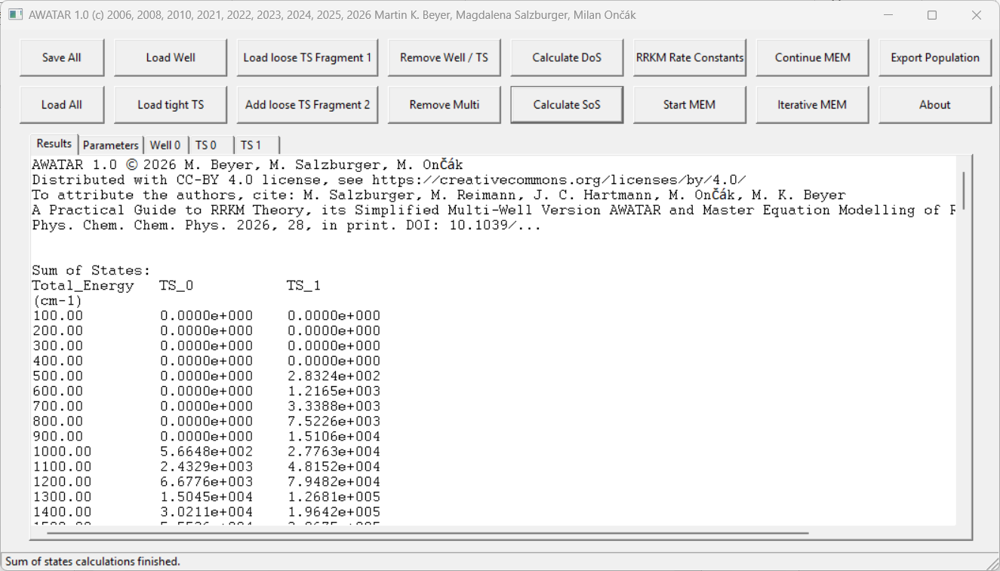 AWATAR 1.0 (c) 2006, 2008, 2010, 2021, 2022, 2023, 2024, 2025, 2026 Martin K. Beyer, Magdalena Salzburger, Milan Ončák
Save All Load Well Load loose TS Fragment 1 Remove Well / TS Calculate DoS RRKM Rate Constants Continue MEM Export Population
Load All Load tight TS Add loose TS Fragment 2 Remove Multi Calculate SoS Start MEM Iterative MEM About
Results Parameters Well 0 TS 0 TS 1
AWATAR 1.0 © 2026 M. Beyer, M. Salzburger, M. OnČák
Distributed with CC-BY 4.0 license, see https://creativecommons.org/licenses/by/4.0/
To attribute the authors, cite: M. Salzburger, M. Reimann, J. C. Hartmann, M. OnČák, M. K. Beyer
A Practical Guide to RRKM Theory, its Simplified Multi-Well Version AWATAR and Master Equation Modelling of
Phys. Chem. Chem. Phys. 2026, 28, in print. DOI: 10.1039/...
Sum of States:
Total_Energy TS_0 TS_1
(cm-1)
100.00 0.0000e+000 0.0000e+000
200.00 0.0000e+000 0.0000e+000
300.00 0.0000e+000 0.0000e+000
400.00 0.0000e+000 0.0000e+000
500.00 0.0000e+000 2.8324e+002
600.00 0.0000e+000 1.2165e+003
700.00 0.0000e+000 3.3388e+003
800.00 0.0000e+000 7.5226e+003
900.00 0.0000e+000 1.5106e+004
1000.00 5.6648e+002 2.7763e+004
1100.00 2.4329e+003 4.8152e+004
1200.00 6.6776e+003 7.9482e+004
1300.00 1.5045e+004 1.2681e+005
1400.00 3.0211e+004 1.9642e+005
Sum of states calculations finished.